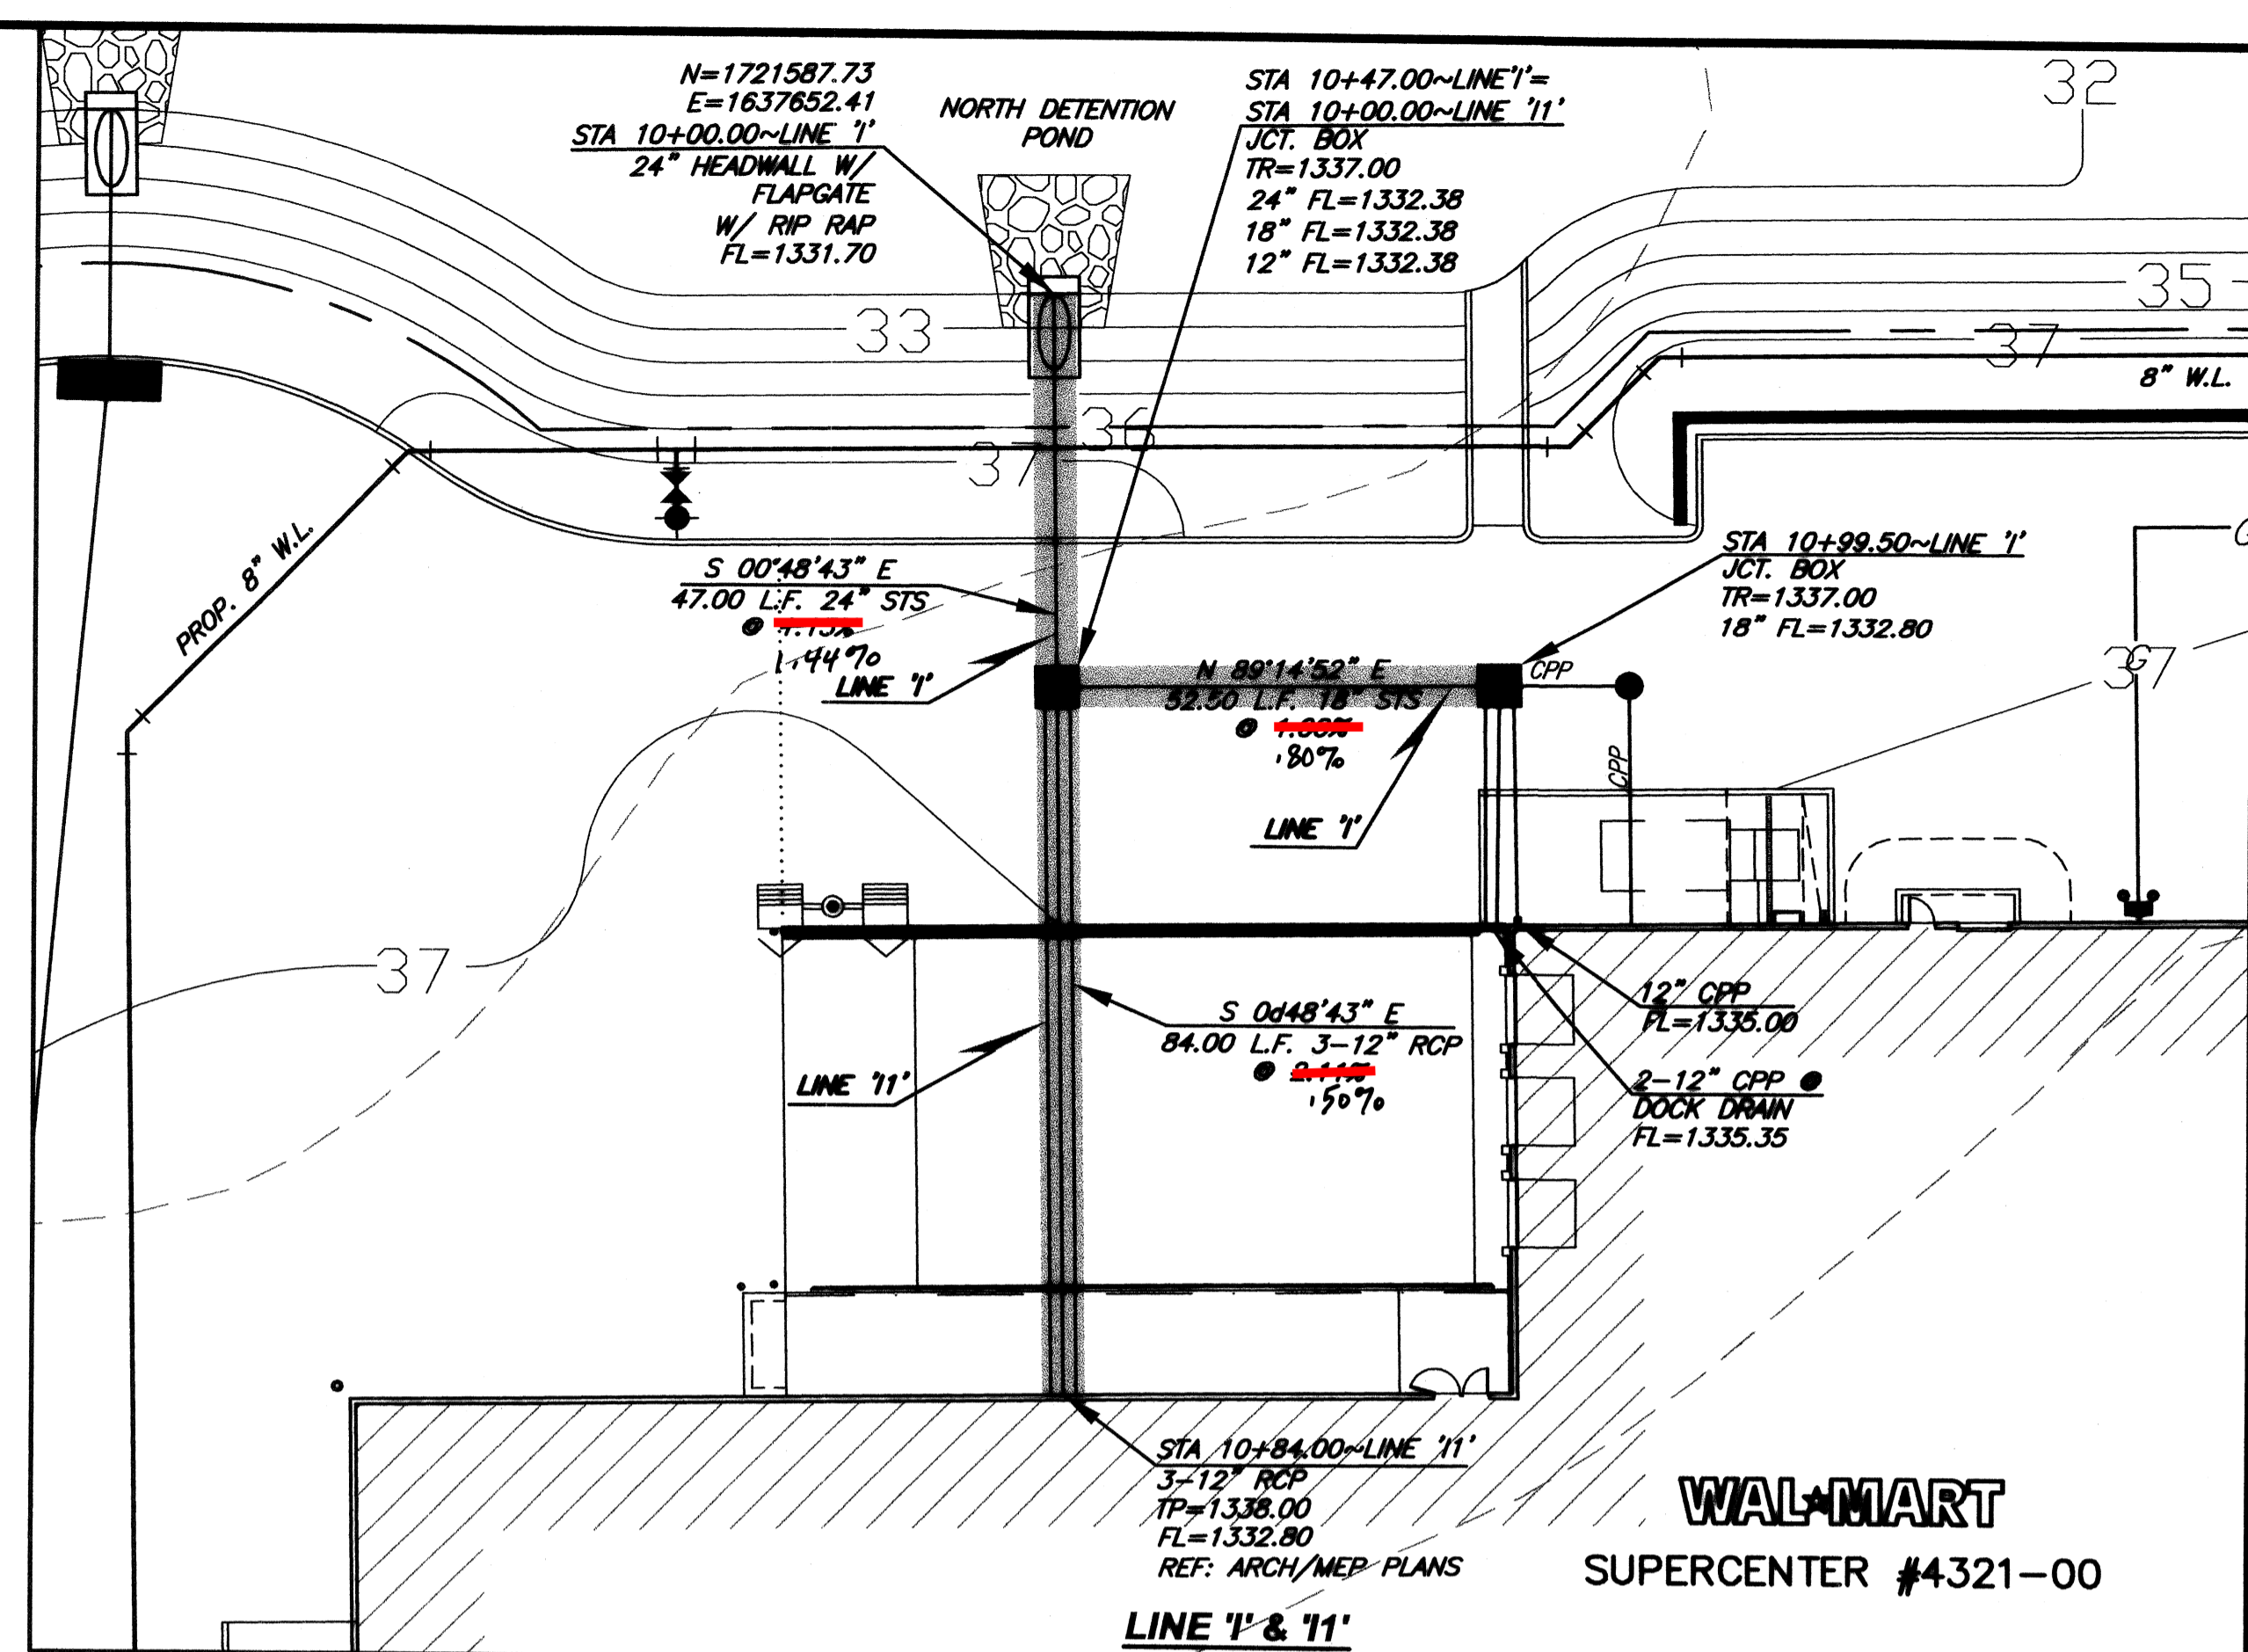 N=1721587.73
E=1637652.41
STA 10+00.00~LINE 'I'
24" HEADWALL W/
FLAPGATE
W/ RIP RAP
FL=1331.70
NORTH DETENTION
POND
STA 10+47.00~LINE'I'=
STA 10+00.00~LINE 'I1'
JCT. BOX
TR=1337.00
24" FL=1332.38
18" FL=1332.38
12" FL=1332.38
32
33
35
37
8" W.L.
36
37
PROP. 8" W.L.
S 00°48'43" E
47.00 L.F. 24" STS
@
1.44%
LINE 'I'
STA 10+99.50~LINE 'I'
JCT. BOX
TR=1337.00
18" FL=1332.80
N 89°14'52" E
52.50 L.F. 18" STS
@
.80%
LINE 'I'
CPP
CPP
G
37
37
S 0d48'43" E
84.00 L.F. 3-12" RCP
@
.50%
LINE 'I1'
12" CPP
FL=1335.00
2-12" CPP @
DOCK DRAIN
FL=1335.35
STA 10+84.00~LINE 'I1'
3-12" RCP
TP=1338.00
FL=1332.80
REF: ARCH/MEP PLANS
WAL★MART
SUPERCENTER #4321-00
LINE 'I' & 'I1'